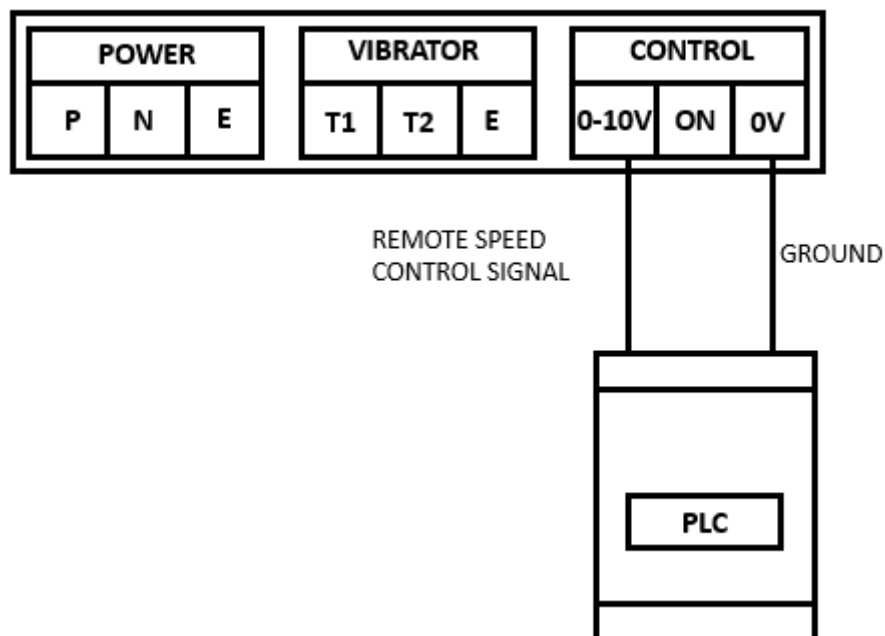 POWER
VIBRATOR
CONTROL
P N E
T1 T2 E
0-10V ON 0V
REMOTE SPEED
CONTROL SIGNAL
GROUND
PLC